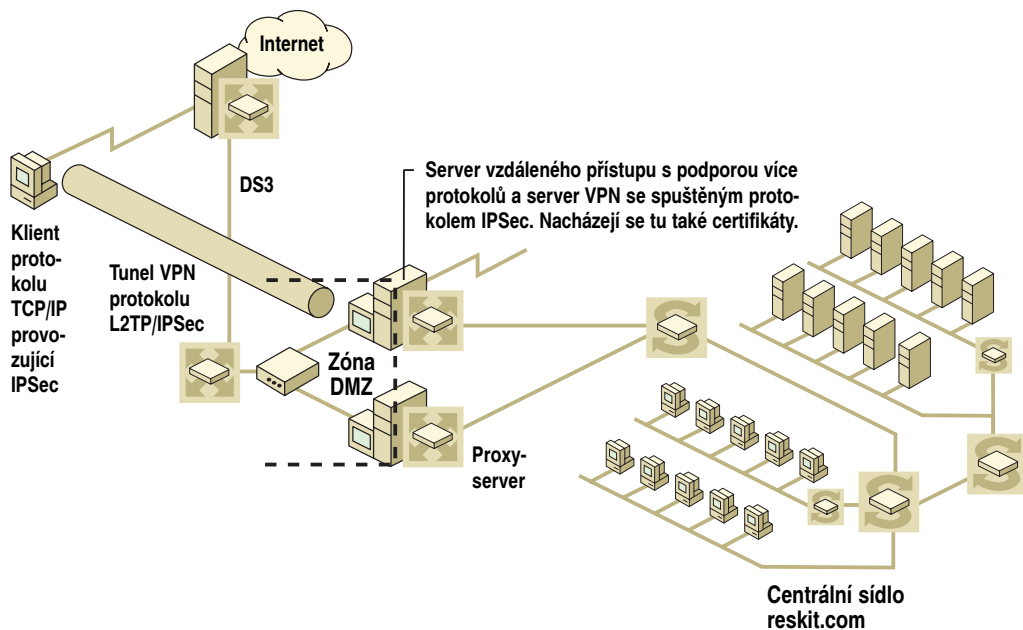 Internet
DS3
Server vzdáleného přístupu s podporou více
protokolů a server VPN se spuštěným proto-
kolem IPSec. Nacházejí se tu také certifikáty.
Klient
proto-
kolu
TCP/IP
provo-
zující
IPSec
Tunel VPN
protokolu
L2TP/IPSec
Zóna
DMZ
Proxy-
server
Centrální sídlo
reskit.com